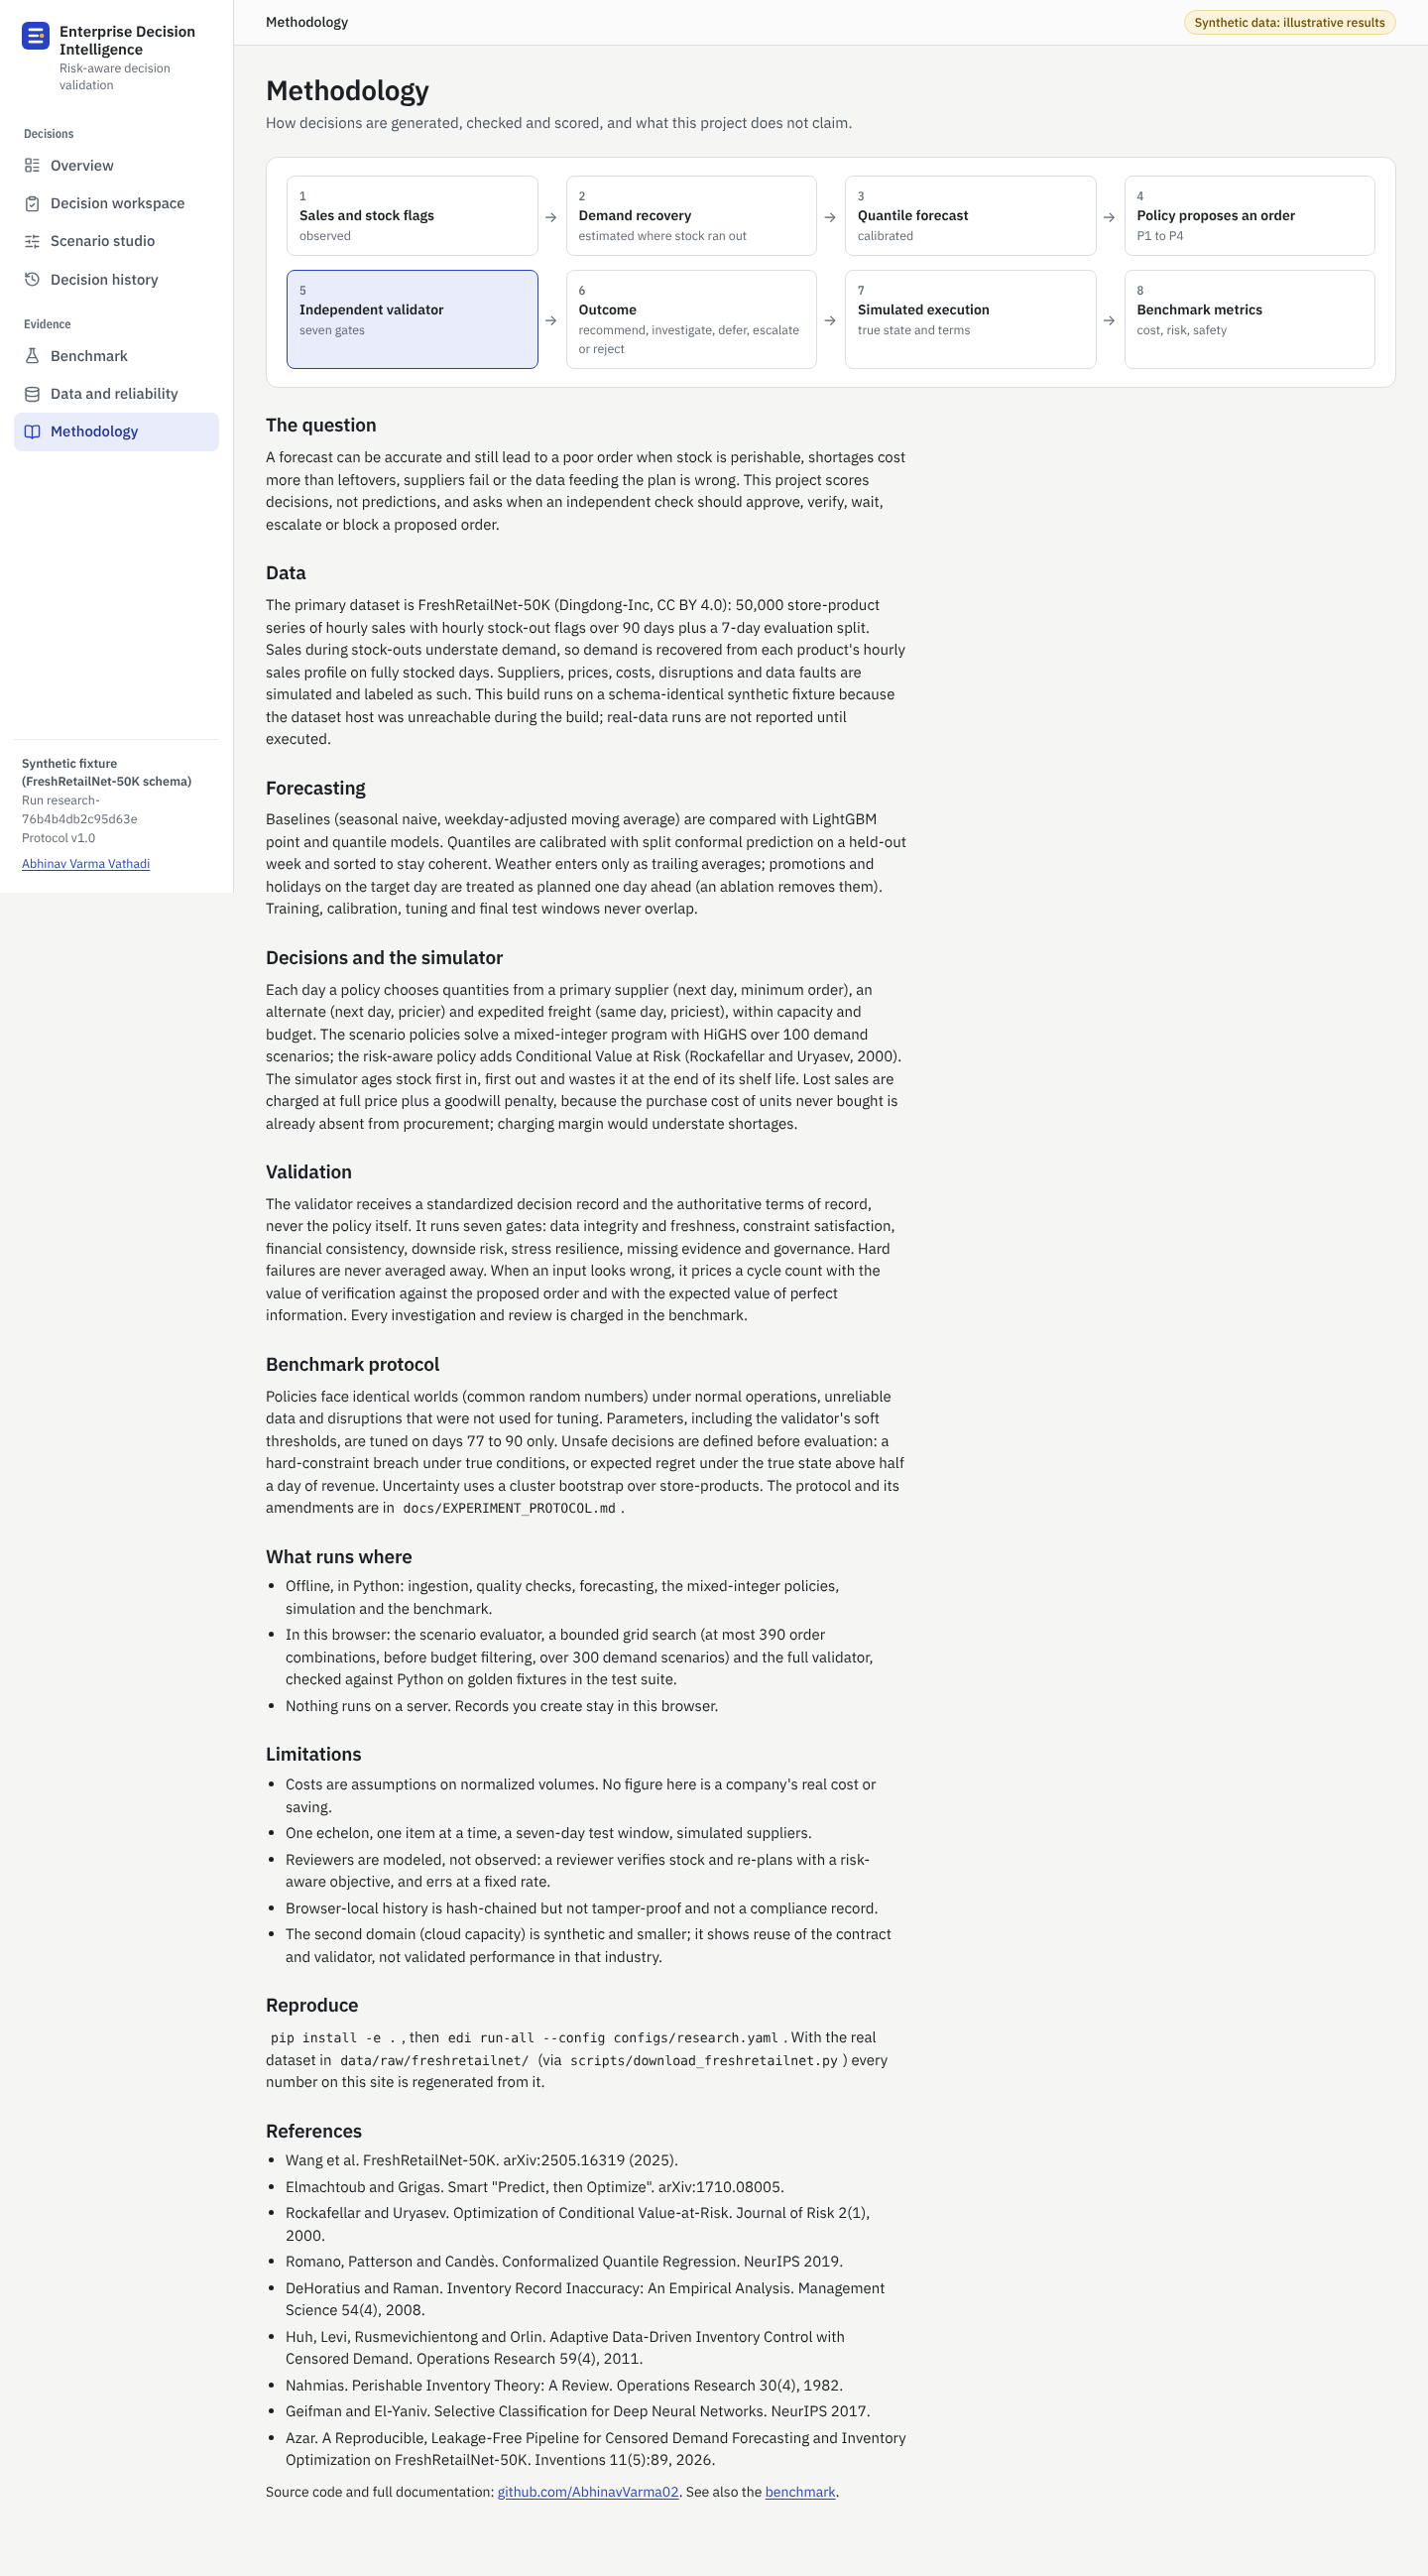 Enterprise Decision
Intelligence
Risk-aware decision
validation
Decisions
Overview
Decision workspace
Scenario studio
Decision history
Evidence
Benchmark
Data and reliability
Methodology
Synthetic fixture
(FreshRetailNet-50K schema)
Run research-
76b4b4db2c95d63e
Protocol v1.0
Abhinav Varma Vathadi
Methodology
Synthetic data: illustrative results
Methodology
How decisions are generated, checked and scored, and what this project does not claim.
1
Sales and stock flags
observed
→
2
Demand recovery
estimated where stock ran out
→
3
Quantile forecast
calibrated
→
4
Policy proposes an order
P1 to P4
5
Independent validator
seven gates
→
6
Outcome
recommend, investigate, defer, escalate
or reject
→
7
Simulated execution
true state and terms
→
8
Benchmark metrics
cost, risk, safety
The question
A forecast can be accurate and still lead to a poor order when stock is perishable, shortages cost
more than leftovers, suppliers fail or the data feeding the plan is wrong. This project scores
decisions, not predictions, and asks when an independent check should approve, verify, wait,
escalate or block a proposed order.
Data
The primary dataset is FreshRetailNet-50K (Dingdong-Inc, CC BY 4.0): 50,000 store-product
series of hourly sales with hourly stock-out flags over 90 days plus a 7-day evaluation split.
Sales during stock-outs understate demand, so demand is recovered from each product's hourly
sales profile on fully stocked days. Suppliers, prices, costs, disruptions and data faults are
simulated and labeled as such. This build runs on a schema-identical synthetic fixture because
the dataset host was unreachable during the build; real-data runs are not reported until
executed.
Forecasting
Baselines (seasonal naive, weekday-adjusted moving average) are compared with LightGBM
point and quantile models. Quantiles are calibrated with split conformal prediction on a held-out
week and sorted to stay coherent. Weather enters only as trailing averages; promotions and
holidays on the target day are treated as planned one day ahead (an ablation removes them).
Training, calibration, tuning and final test windows never overlap.
Decisions and the simulator
Each day a policy chooses quantities from a primary supplier (next day, minimum order), an
alternate (next day, pricier) and expedited freight (same day, priciest), within capacity and
budget. The scenario policies solve a mixed-integer program with HiGHS over 100 demand
scenarios; the risk-aware policy adds Conditional Value at Risk (Rockafellar and Uryasev, 2000).
The simulator ages stock first in, first out and wastes it at the end of its shelf life. Lost sales are
charged at full price plus a goodwill penalty, because the purchase cost of units never bought is
already absent from procurement; charging margin would understate shortages.
Validation
The validator receives a standardized decision record and the authoritative terms of record,
never the policy itself. It runs seven gates: data integrity and freshness, constraint satisfaction,
financial consistency, downside risk, stress resilience, missing evidence and governance. Hard
failures are never averaged away. When an input looks wrong, it prices a cycle count with the
value of verification against the proposed order and with the expected value of perfect
information. Every investigation and review is charged in the benchmark.
Benchmark protocol
Policies face identical worlds (common random numbers) under normal operations, unreliable
data and disruptions that were not used for tuning. Parameters, including the validator's soft
thresholds, are tuned on days 77 to 90 only. Unsafe decisions are defined before evaluation: a
hard-constraint breach under true conditions, or expected regret under the true state above half
a day of revenue. Uncertainty uses a cluster bootstrap over store-products. The protocol and its
amendments are in docs/EXPERIMENT_PROTOCOL.md .
What runs where
• Offline, in Python: ingestion, quality checks, forecasting, the mixed-integer policies,
simulation and the benchmark.
• In this browser: the scenario evaluator, a bounded grid search (at most 390 order
combinations, before budget filtering, over 300 demand scenarios) and the full validator,
checked against Python on golden fixtures in the test suite.
• Nothing runs on a server. Records you create stay in this browser.
Limitations
• Costs are assumptions on normalized volumes. No figure here is a company's real cost or
saving.
• One echelon, one item at a time, a seven-day test window, simulated suppliers.
• Reviewers are modeled, not observed: a reviewer verifies stock and re-plans with a risk-
aware objective, and errs at a fixed rate.
• Browser-local history is hash-chained but not tamper-proof and not a compliance record.
• The second domain (cloud capacity) is synthetic and smaller; it shows reuse of the contract
and validator, not validated performance in that industry.
Reproduce
pip install -e . , then edi run-all --config configs/research.yaml . With the real
dataset in data/raw/freshretailnet/ (via scripts/download_freshretailnet.py ) every
number on this site is regenerated from it.
References
• Wang et al. FreshRetailNet-50K. arXiv:2505.16319 (2025).
• Elmachtoub and Grigas. Smart "Predict, then Optimize". arXiv:1710.08005.
• Rockafellar and Uryasev. Optimization of Conditional Value-at-Risk. Journal of Risk 2(1),
2000.
• Romano, Patterson and Candès. Conformalized Quantile Regression. NeurIPS 2019.
• DeHoratius and Raman. Inventory Record Inaccuracy: An Empirical Analysis. Management
Science 54(4), 2008.
• Huh, Levi, Rusmevichientong and Orlin. Adaptive Data-Driven Inventory Control with
Censored Demand. Operations Research 59(4), 2011.
• Nahmias. Perishable Inventory Theory: A Review. Operations Research 30(4), 1982.
• Geifman and El-Yaniv. Selective Classification for Deep Neural Networks. NeurIPS 2017.
• Azar. A Reproducible, Leakage-Free Pipeline for Censored Demand Forecasting and Inventory
Optimization on FreshRetailNet-50K. Inventions 11(5):89, 2026.
Source code and full documentation: github.com/AbhinavVarma02. See also the benchmark.